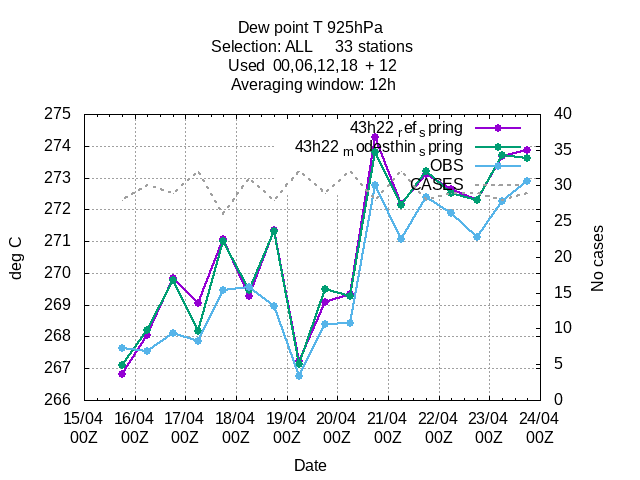 Dew point T 925hPa
Selection: ALL 33 stations
Used 00,06,12,18 + 12
Averaging window: 12h
275 40
43h22_ref_spring
274 43h22_modesthin_spring 35
OBS
273 CASES 30
272 25
271 20
270
269 15
268 10
267 5
266 0
deg C
No cases
15/04 16/04 17/04 18/04 19/04 20/04 21/04 22/04 23/04 24/04
00Z 00Z 00Z 00Z 00Z 00Z 00Z 00Z 00Z 00Z
Date